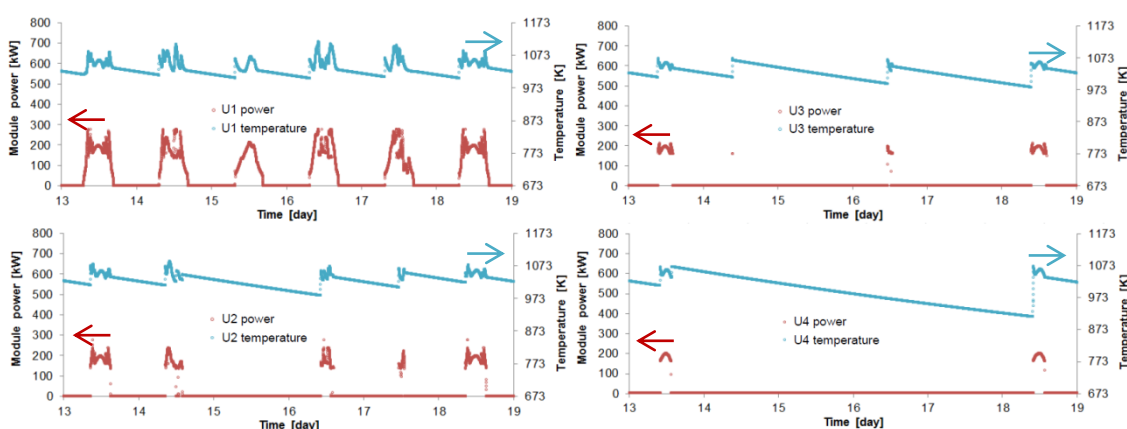 800
700
600
500
400
300
200
100
0
Module power [kW]
1173
1073
973
873
773
673
Temperature [K]
U1 power
U1 temperature
13 14 15 16 17 18 19
Time [day]
800
700
600
500
400
300
200
100
0
Module power [kW]
1173
1073
973
873
773
673
Temperature [K]
U3 power
U3 temperature
13 14 15 16 17 18 19
Time [day]
800
700
600
500
400
300
200
100
0
Module power [kW]
1173
1073
973
873
773
673
Temperature [K]
U2 power
U2 temperature
13 14 15 16 17 18 19
Time [day]
800
700
600
500
400
300
200
100
0
Module power [kW]
1173
1073
973
873
773
673
Temperature [K]
U4 power
U4 temperature
13 14 15 16 17 18 19
Time [day]